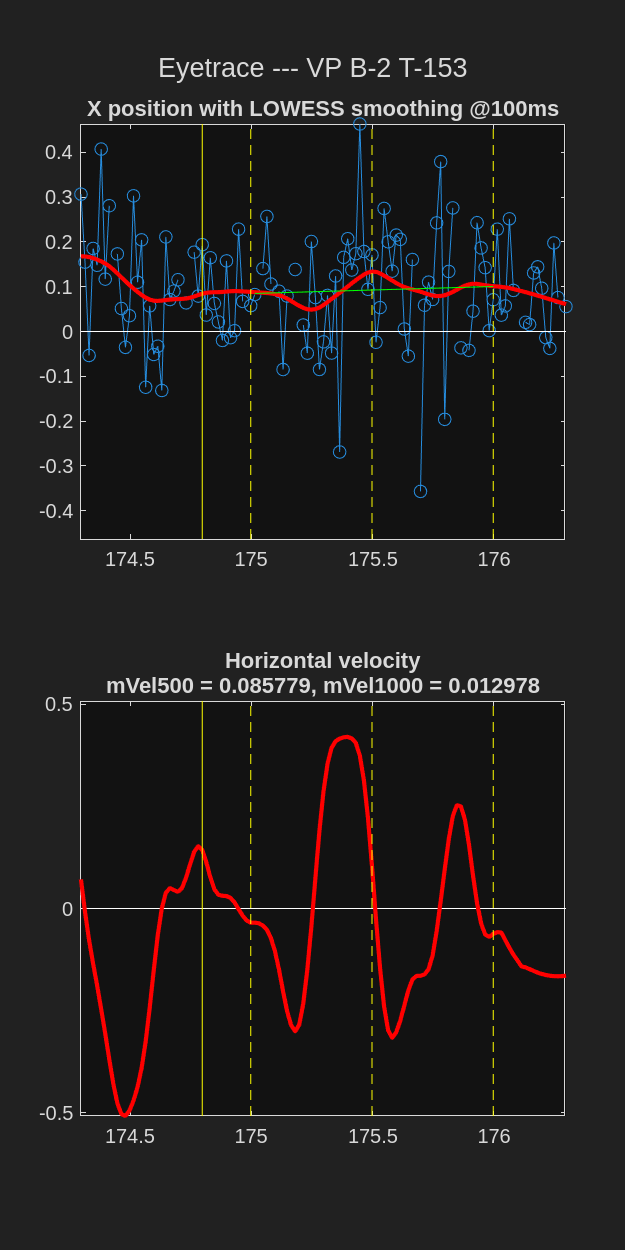 Eyetrace --- VP B-2 T-153
X position with LOWESS smoothing @100ms
0.4
0.3
0.2
0.1
0
-0.1
-0.2
-0.3
-0.4
174.5 175 175.5 176
Horizontal velocity
mVel500 = 0.085779, mVel1000 = 0.012978
0.5
0
-0.5
174.5 175 175.5 176